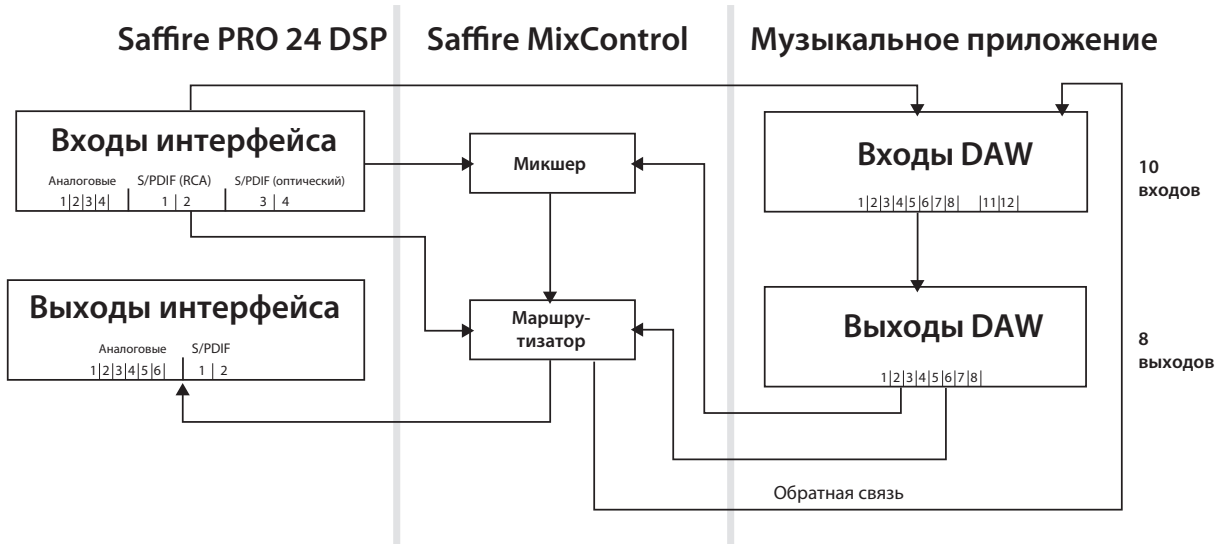 Saffire PRO 24 DSP
Saffire MixControl
Музыкальное приложение
Входы интерфейса
Аналоговые S/PDIF (RCA) S/PDIF (оптический)
1|2|3|4| 1 | 2 3 | 4
Микшер
Входы DAW
1|2|3|4|5|6|7|8| |11|12|
10
входов
Выходы интерфейса
Аналоговые S/PDIF
1|2|3|4|5|6| 1 | 2
Маршру-
тизатор
Выходы DAW
1|2|3|4|5|6|7|8|
8
выходов
Обратная связь